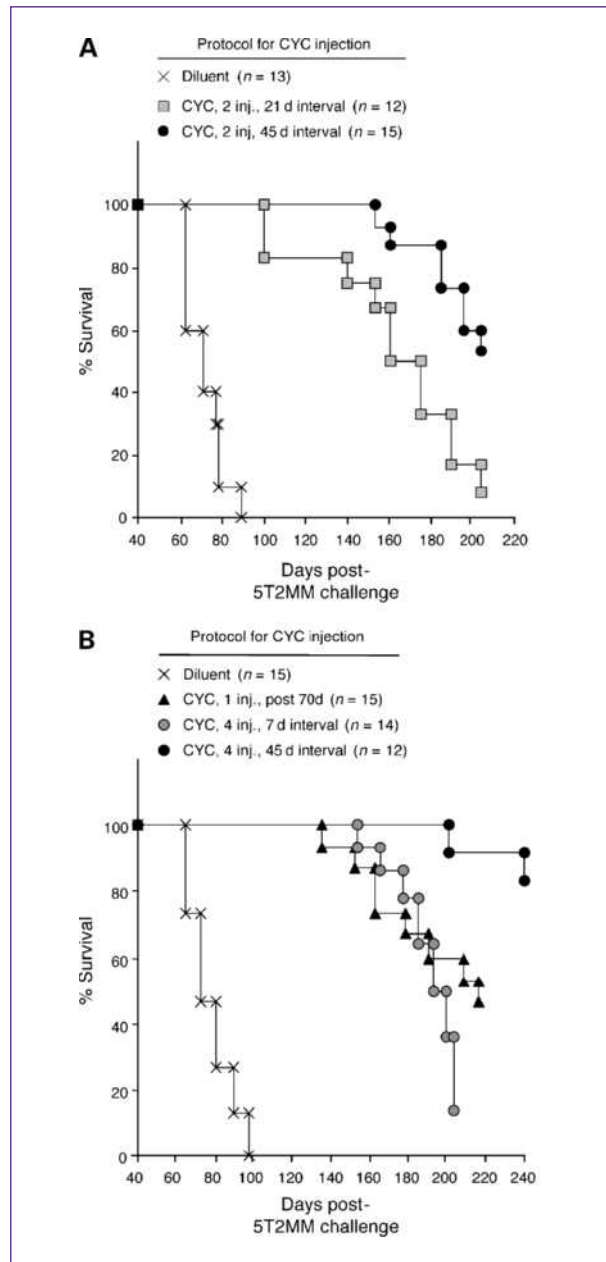 A
Protocol for CYC injection
Diluent (n = 13)
CYC, 2 inj., 21 d interval (n = 12)
CYC, 2 inj, 45 d interval (n = 15)
100
80
60
40
20
0
% Survival
40 60 80 100 120 140 160 180 200 220
Days post-
5T2MM challenge
B
Protocol for CYC injection
Diluent (n = 15)
CYC, 1 inj., post 70d (n = 15)
CYC, 4 inj., 7 d interval (n = 14)
CYC, 4 inj., 45 d interval (n = 12)
100
80
60
40
20
0
% Survival
40 60 80 100 120 140 160 180 200 220 240
Days post-
5T2MM challenge